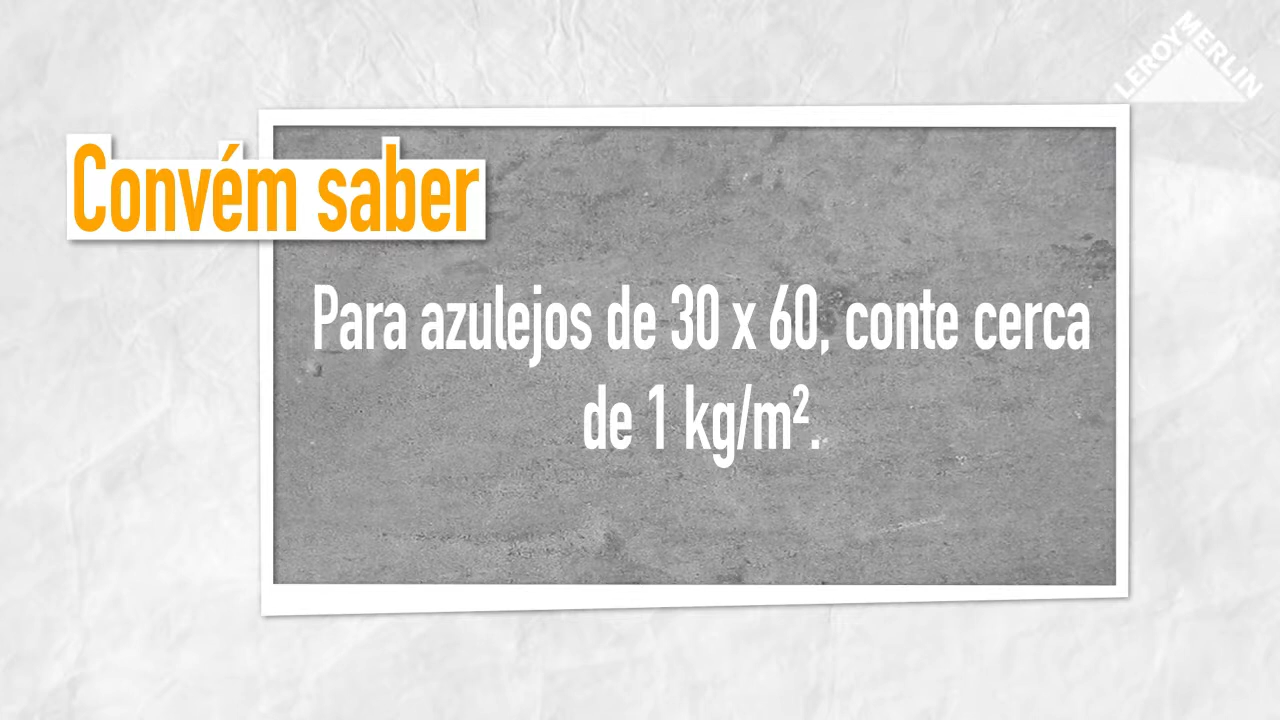 LEROY MERLIN
Convém saber
Para azulejos de 30 x 60, conte cerca
de 1 kg/m².